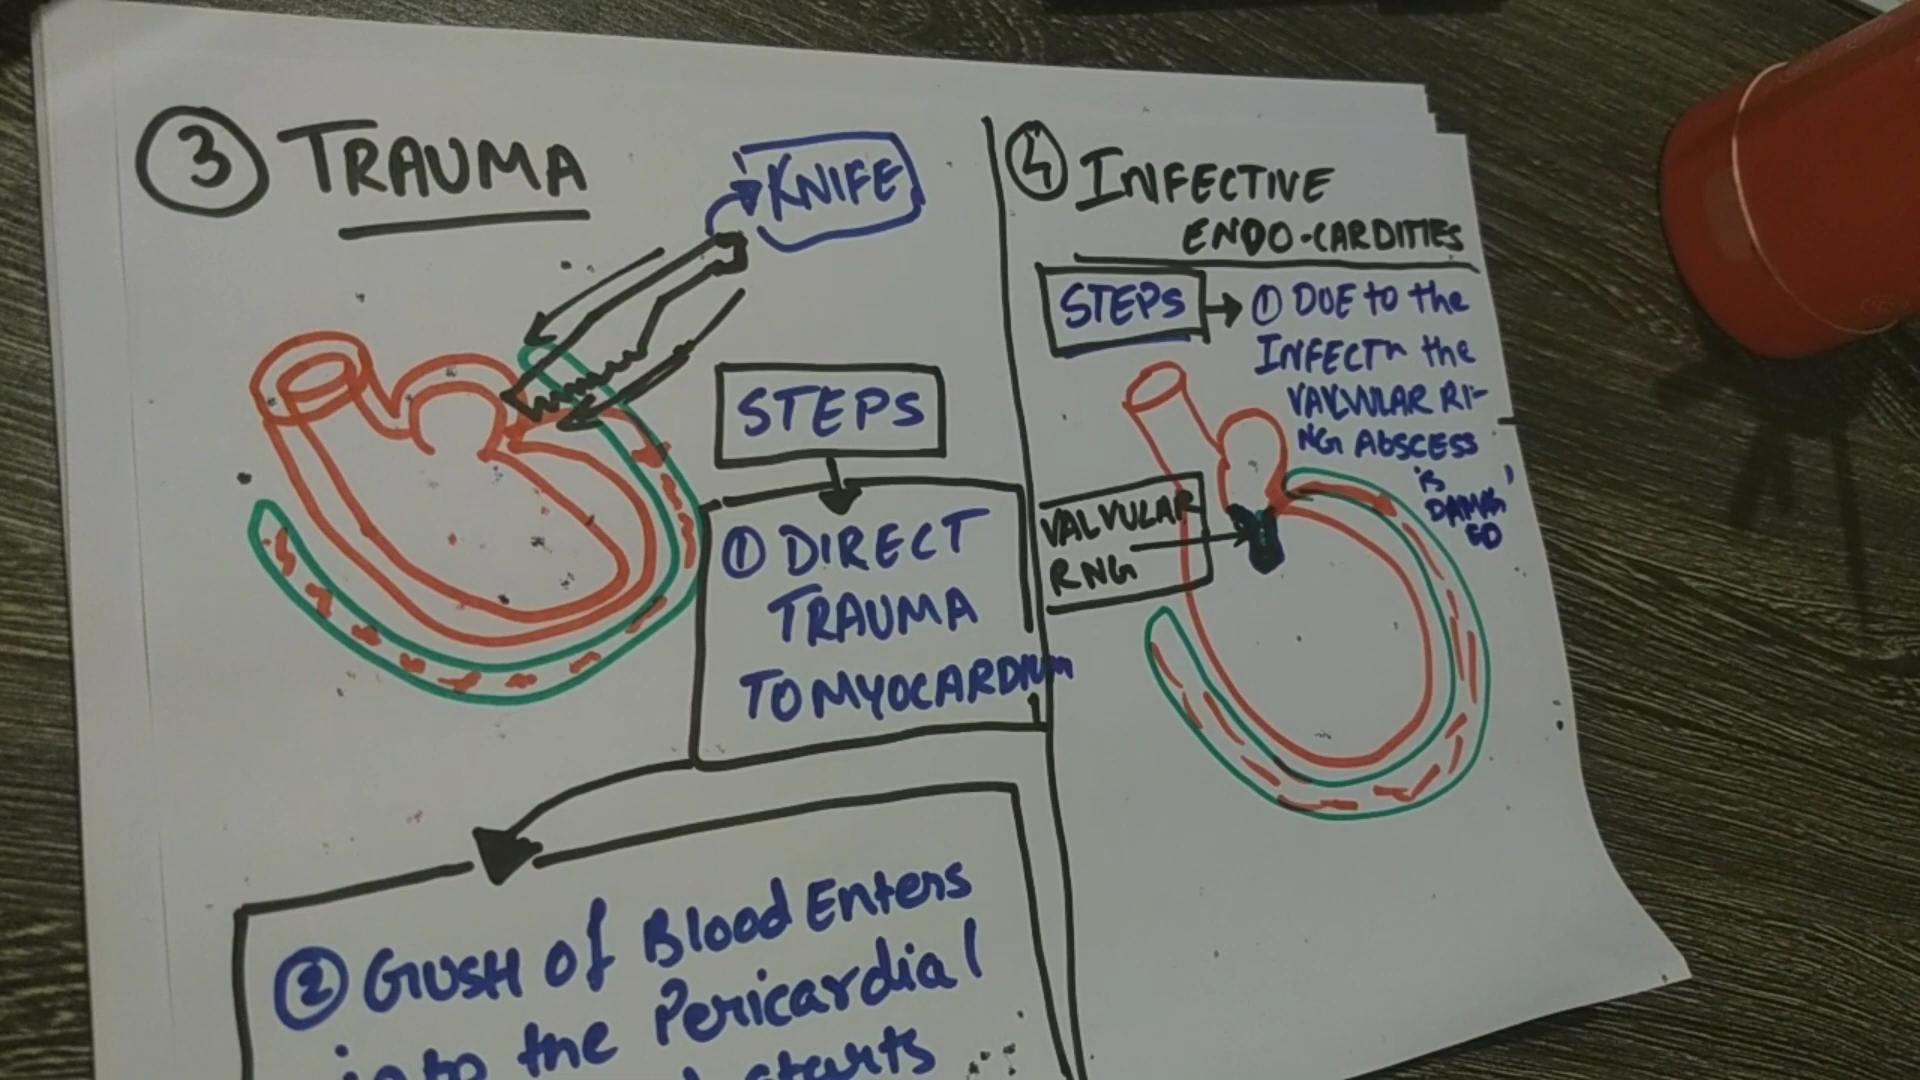 3 TRAUMA
KNIFE
STEPS
1 DIRECT
TRAUMA
TO MYOCARDIUM
2 GUSH of Blood Enters
into the Pericardial
starts
4 INFECTIVE
ENDO-CARDITIES
STEPS
1 DUE to the
INFECTn the
VALVULAR RI-
NG AbSCESS
is
DAMAG
ED
VALVULAR
RNG